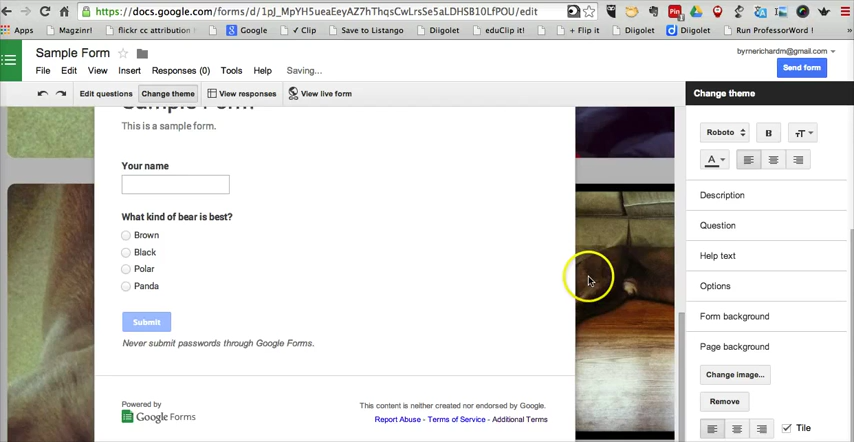 https://docs.google.com/forms/d/1pJ_MpYH5ueaEeyAZ7hThqsCwLrsSe5aLDHSB10LfPOU/edit
Apps Magzinr! flickr cc attribution Google ✓ Clip Save to Listango Diigolet eduClip it! + Flip it Diigolet Diigolet Run ProfessorWord !
Sample Form
byrnerichardm@gmail.com
File Edit View Insert Responses (0) Tools Help Saving...
Send form
Edit questions Change theme View responses View live form
Change theme
Sample Form
This is a sample form.
Your name
What kind of bear is best?
Brown
Black
Polar
Panda
Submit
Never submit passwords through Google Forms.
Powered by
Google Forms
This content is neither created nor endorsed by Google.
Report Abuse - Terms of Service - Additional Terms
Roboto B тT
A
Description
Question
Help text
Options
Form background
Page background
Change image...
Remove
Tile